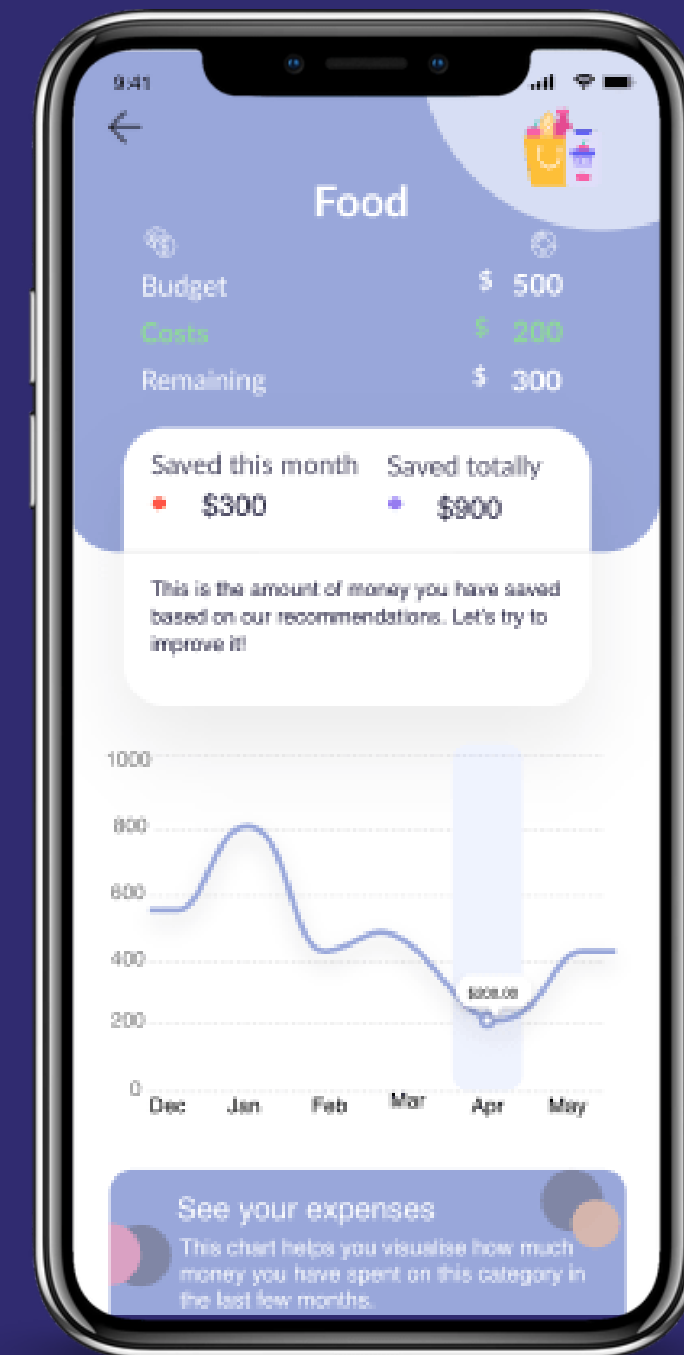 9:41
Food
Budget $ 500
Costs $ 200
Remaining $ 300
Saved this month Saved totally
$300 $900
This is the amount of money you have saved
based on our recommendations. Let's try to
improve it!
1000
800
600
400
200
0
Dec Jan Feb Mar Apr May
See your expenses
This chart helps you visualise how much
money you have spent on this category in
the last few months.